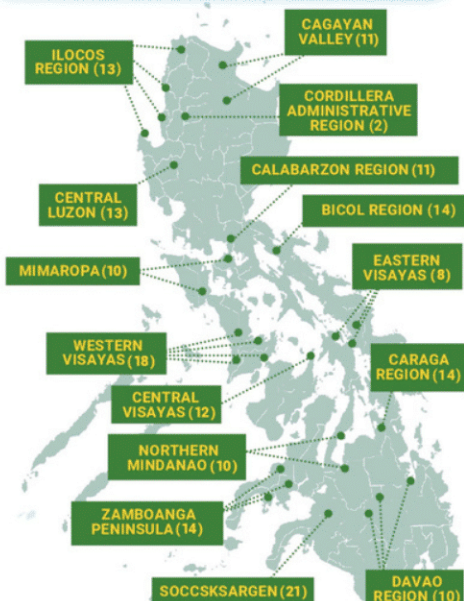 CAGAYAN
VALLEY (11)
ILOCOS
REGION (13)
CORDILLERA
ADMINISTRATIVE
REGION (2)
CALABARZON REGION (11)
CENTRAL
LUZON (13)
BICOL REGION (14)
EASTERN
VISAYAS (8)
MIMAROPA (10)
WESTERN
VISAYAS (18)
CARAGA
REGION (14)
CENTRAL
VISAYAS (12)
NORTHERN
MINDANAO (10)
ZAMBOANGA
PENINSULA (14)
SOCCSKSARGEN (21)
DAVAO
REGION (10)